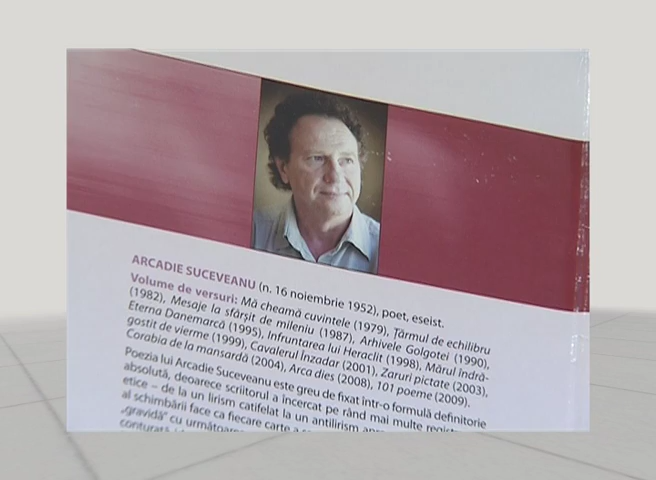 ARCADIE SUCEVEANU (n. 16 noiembrie 1952), poet, eseist.
Volume de versuri: Mă cheamă cuvintele (1979), Țărmul de echilibru
(1982), Mesaje la sfârșit de mileniu (1987), Arhivele Golgotei (1990),
Eterna Danemarcă (1995), Infruntarea lui Heraclit (1998), Mărul îndră-
gostit de vierme (1999), Cavalerul Înzadar (2001), Zaruri pictate (2003),
Corabia de la mansardă (2004), Arca dies (2008), 101 poeme (2009).
Poezia lui Arcadie Suceveanu este greu de fixat într-o formulă definitorie
absolută, deoarece scriitorul a încercat pe rând mai multe
etice – de la un lirism catifelat la un antilirism
al schimbării face ca fiecare carte a
„gravidă” cu